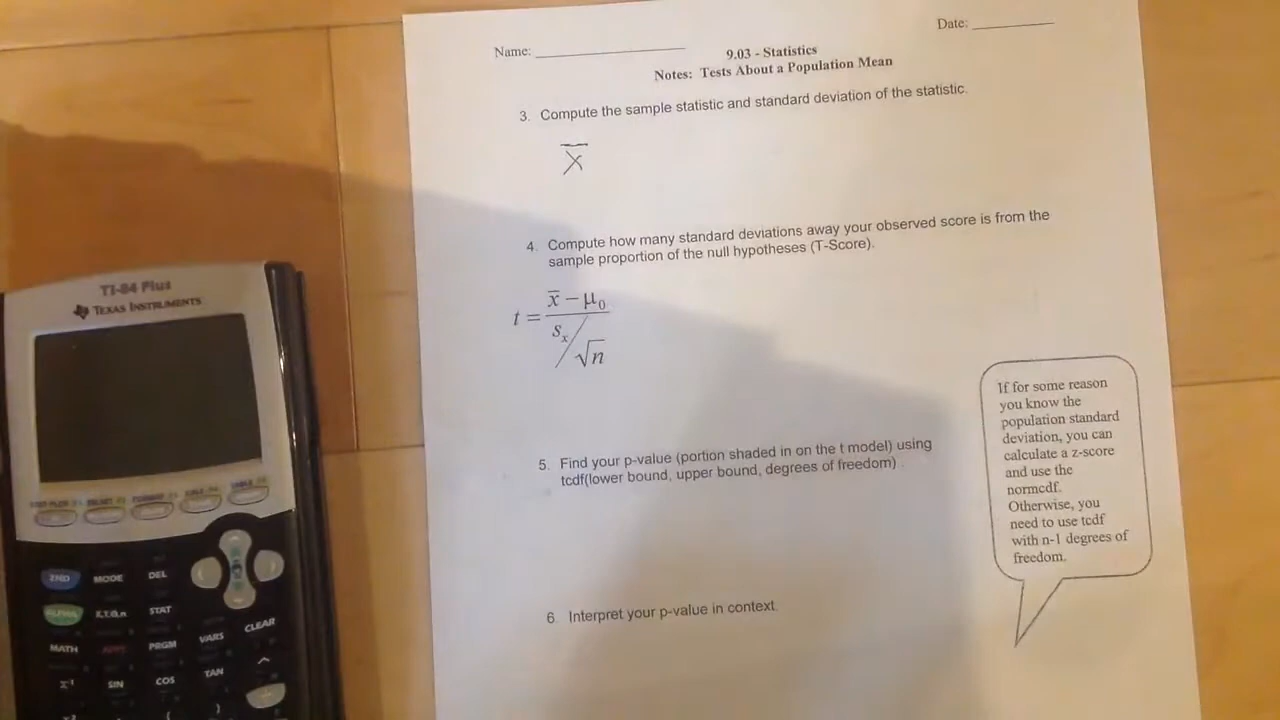 Name:
Date:
9.03 - Statistics
Notes: Tests About a Population Mean
3. Compute the sample statistic and standard deviation of the statistic.
x̅
4. Compute how many standard deviations away your observed score is from the
sample proportion of the null hypotheses (T-Score).
t = (x̅ − μ₀) / (sₓ/√n)
5. Find your p-value (portion shaded in on the t model) using
tcdf(lower bound, upper bound, degrees of freedom)
If for some reason
you know the
population standard
deviation, you can
calculate a z-score
and use the
normcdf.
Otherwise, you
need to use tcdf
with n-1 degrees of
freedom.
6. Interpret your p-value in context.
TI-84 Plus
TEXAS INSTRUMENTS
2ND MODE DEL
ALPHA X,T,θ,n STAT
MATH APPS PRGM VARS CLEAR
x⁻¹ SIN COS TAN ^
x² ( ) ÷